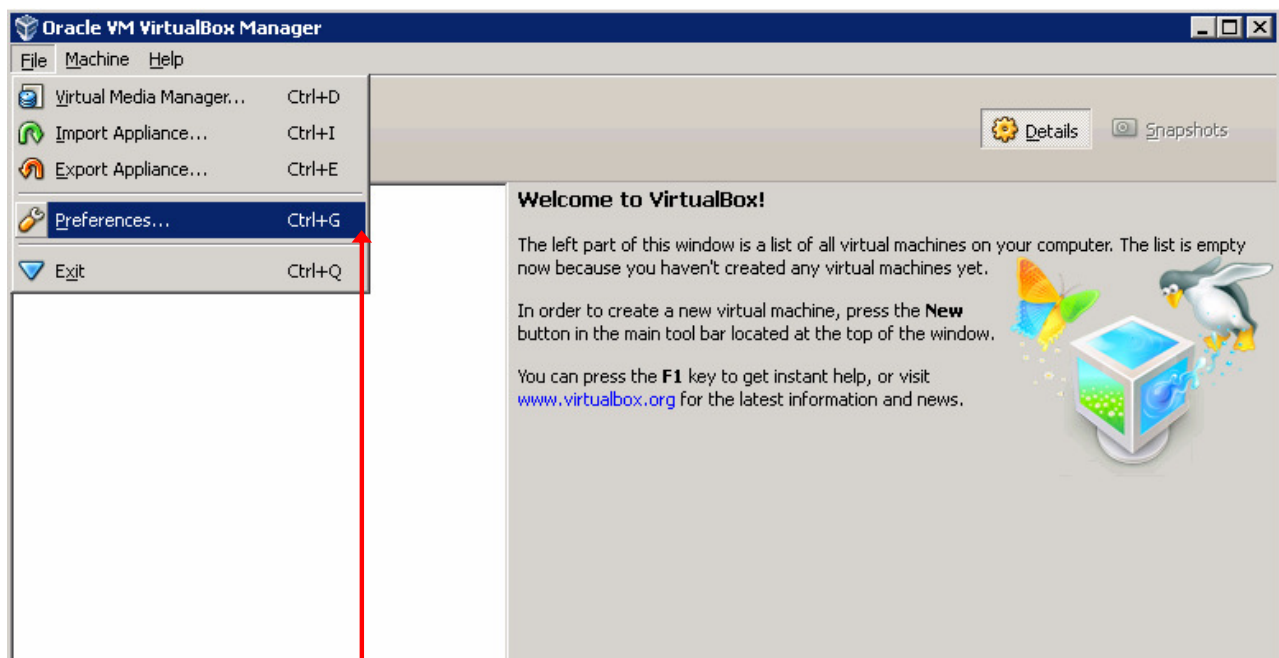 Oracle VM VirtualBox Manager
File Machine Help
Virtual Media Manager... Ctrl+D
Import Appliance... Ctrl+I
Export Appliance... Ctrl+E
Preferences... Ctrl+G
Exit Ctrl+Q
Details Snapshots
Welcome to VirtualBox!
The left part of this window is a list of all virtual machines on your computer. The list is empty
now because you haven't created any virtual machines yet.
In order to create a new virtual machine, press the New
button in the main tool bar located at the top of the window.
You can press the F1 key to get instant help, or visit
www.virtualbox.org for the latest information and news.